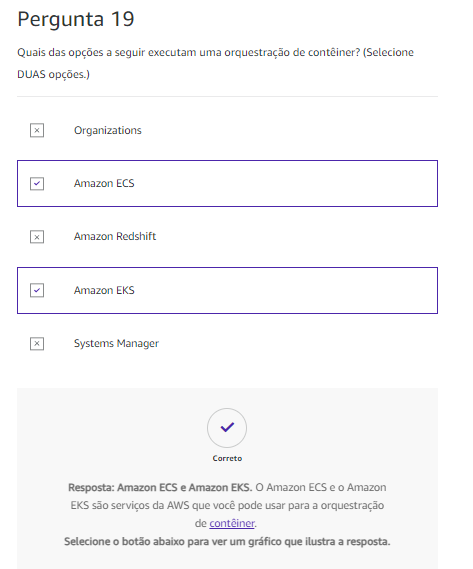 Pergunta 19
Quais das opções a seguir executam uma orquestração de contêiner? (Selecione
DUAS opções.)
Organizations
Amazon ECS
Amazon Redshift
Amazon EKS
Systems Manager
Correto
Resposta: Amazon ECS e Amazon EKS. O Amazon ECS e o Amazon
EKS são serviços da AWS que você pode usar para a orquestração
de contêiner.
Selecione o botão abaixo para ver um gráfico que ilustra a resposta.